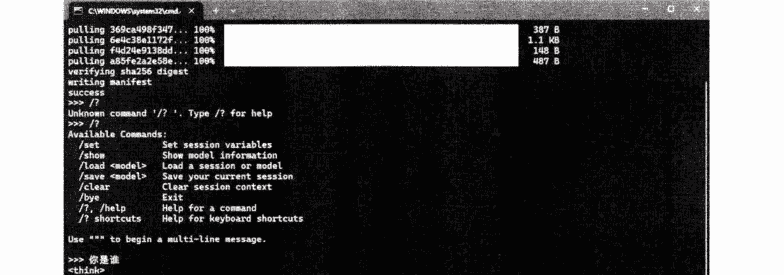 C:\WINDOWS\system32\cmd.
pulling 369ca498f347... 100% 387 B
pulling 6e4c38e1172f... 100% 1.1 KB
pulling f4d24e9138dd... 100% 148 B
pulling a85fe2a2e58e... 100% 487 B
verifying sha256 digest
writing manifest
success
>>> /?
Unknown command '/? '. Type /? for help
>>> /?
Available Commands:
/set Set session variables
/show Show model information
/load <model> Load a session or model
/save <model> Save your current session
/clear Clear session context
/bye Exit
/?, /help Help for a command
/? shortcuts Help for keyboard shortcuts
Use """ to begin a multi-line message.
>>> 你是谁
<think>